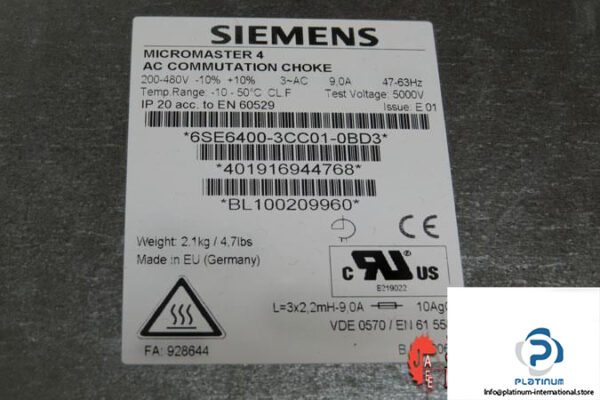 SIEMENS
MICROMASTER 4
AC COMMUTATION CHOKE
200-480V -10% +10% 3~AC 9,0A 47-63Hz
Temp.Range: -10 - 50°C CL.F Test Voltage: 5000V
IP 20 acc. to EN 60529 Issue: E 01
*6SE6400-3CC01-0BD3*
*401916944768*
*BL100209960*
CE
Weight: 2.1kg / 4,7lbs
Made in EU (Germany)
C RU US
E219022
L=3x2,2mH-9,0A 10AgG
VDE 0570 / EN 61 55
FA: 928644
PLATINUM
Info@platinum-international.store